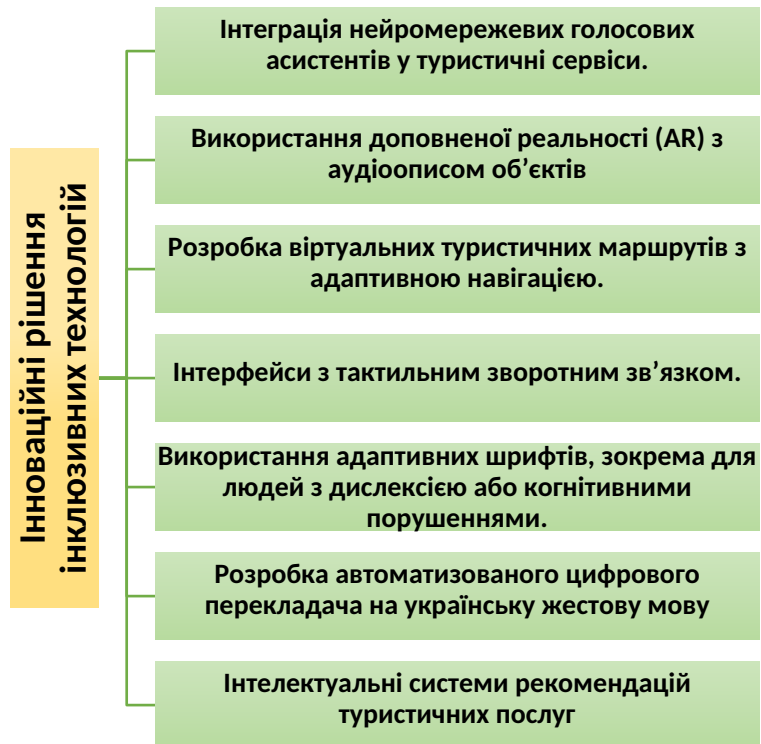 Інноваційні рішення
інклюзивних технологій
Інтеграція нейромережевих голосових
асистентів у туристичні сервіси.
Використання доповненої реальності (AR) з
аудіоописом об’єктів
Розробка віртуальних туристичних маршрутів з
адаптивною навігацією.
Інтерфейси з тактильним зворотним зв’язком.
Використання адаптивних шрифтів, зокрема для
людей з дислексією або когнітивними
порушеннями.
Розробка автоматизованого цифрового
перекладача на українську жестову мову
Інтелектуальні системи рекомендацій
туристичних послуг